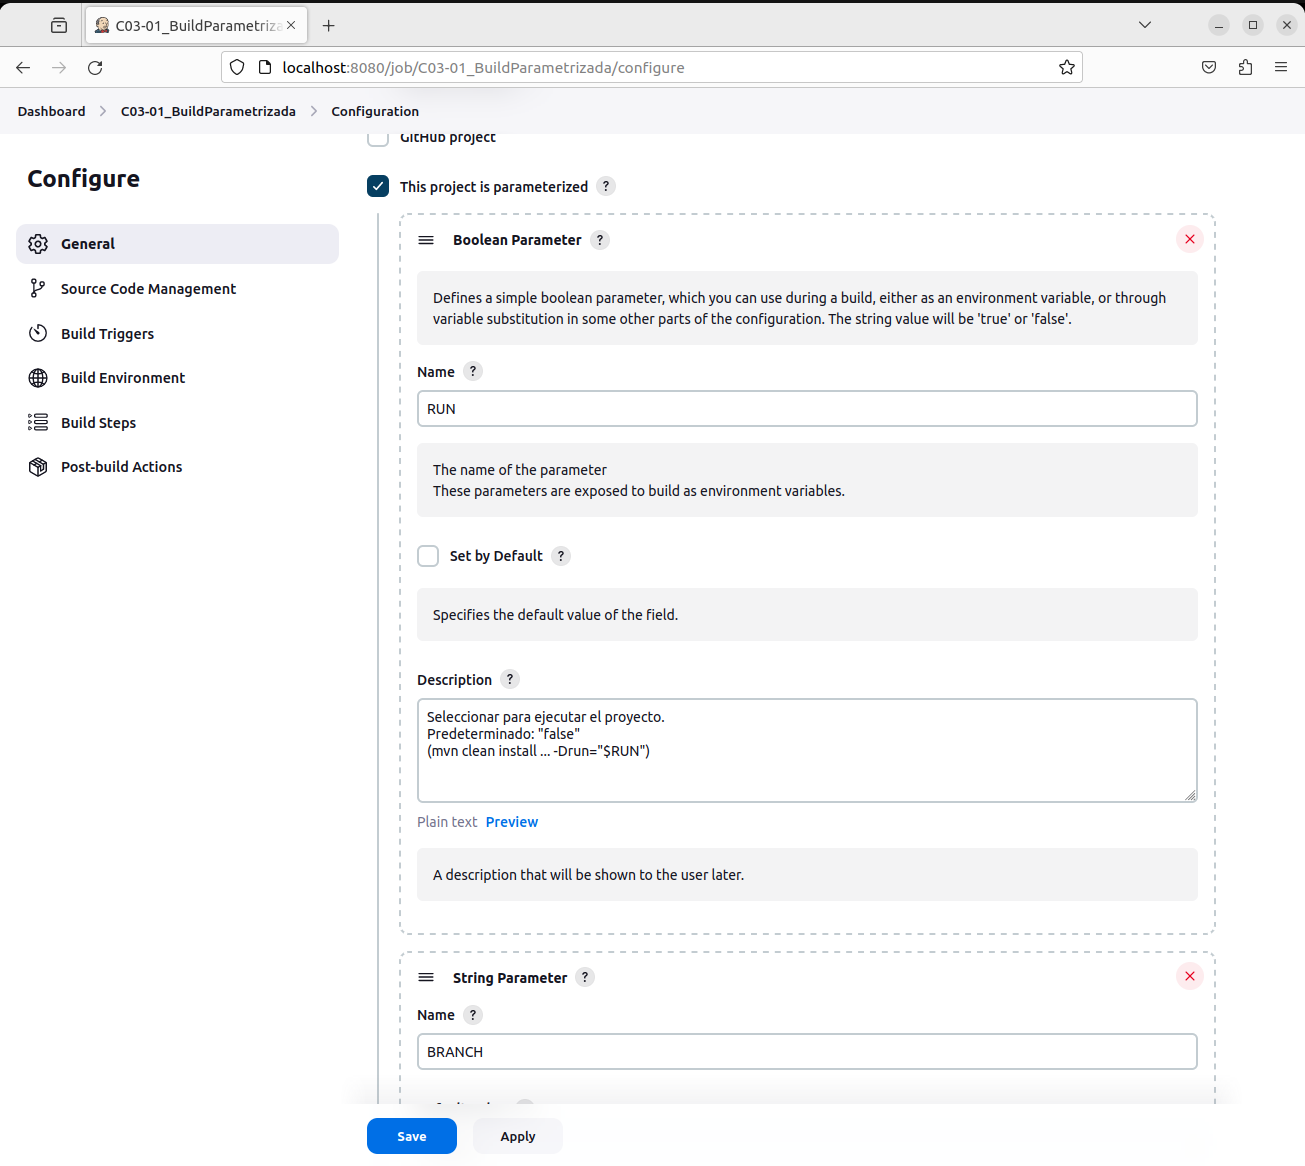 C03-01_BuildParametriza
localhost:8080/job/C03-01_BuildParametrizada/configure
Dashboard > C03-01_BuildParametrizada > Configuration
Configure
General
Source Code Management
Build Triggers
Build Environment
Build Steps
Post-build Actions
GitHub project
This project is parameterized ?
Boolean Parameter ?
Defines a simple boolean parameter, which you can use during a build, either as an environment variable, or through
variable substitution in some other parts of the configuration. The string value will be 'true' or 'false'.
Name ?
RUN
The name of the parameter
These parameters are exposed to build as environment variables.
Set by Default ?
Specifies the default value of the field.
Description ?
Seleccionar para ejecutar el proyecto.
Predeterminado: "false"
(mvn clean install ... -Drun="$RUN")
Plain text Preview
A description that will be shown to the user later.
String Parameter ?
Name ?
BRANCH
Save Apply